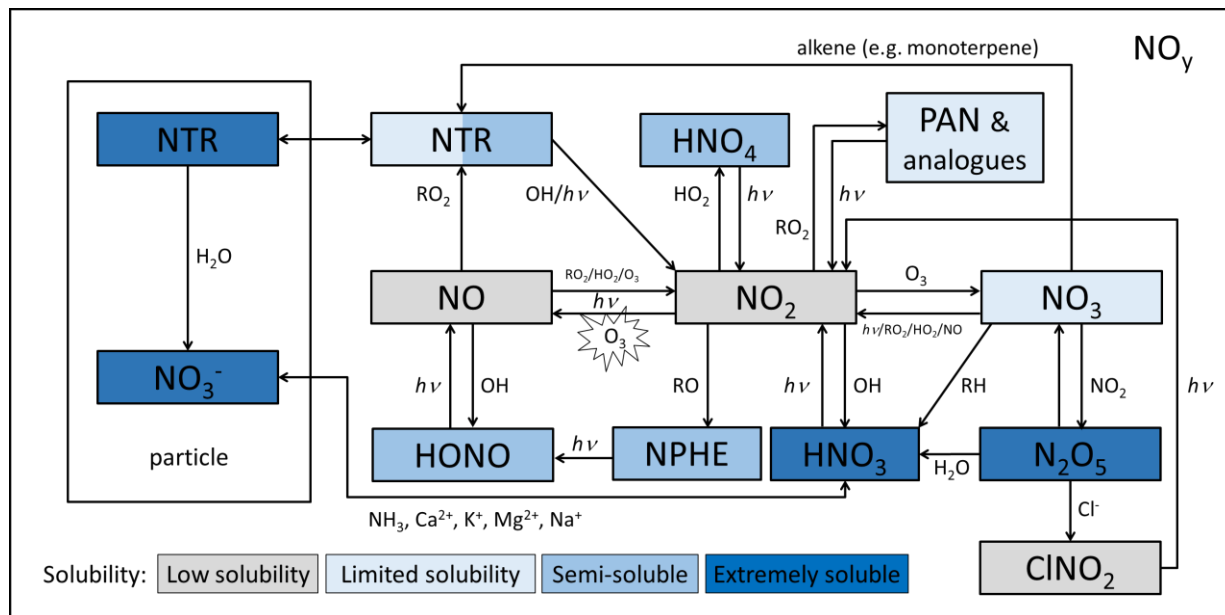 alkene (e.g. monoterpene)
NOy
NTR
NTR
HNO4
PAN &
analogues
RO2
OH/hν
HO2
hν
RO2
hν
H2O
NO
RO2/HO2/O3
hν
O3
NO2
O3
hν/RO2/HO2/NO
NO3
NO3-
hν
OH
RO
hν
OH
RH
NO2
hν
particle
HONO
hν
NPHE
HNO3
H2O
N2O5
NH3, Ca2+, K+, Mg2+, Na+
Cl-
ClNO2
Solubility: Low solubility Limited solubility Semi-soluble Extremely soluble